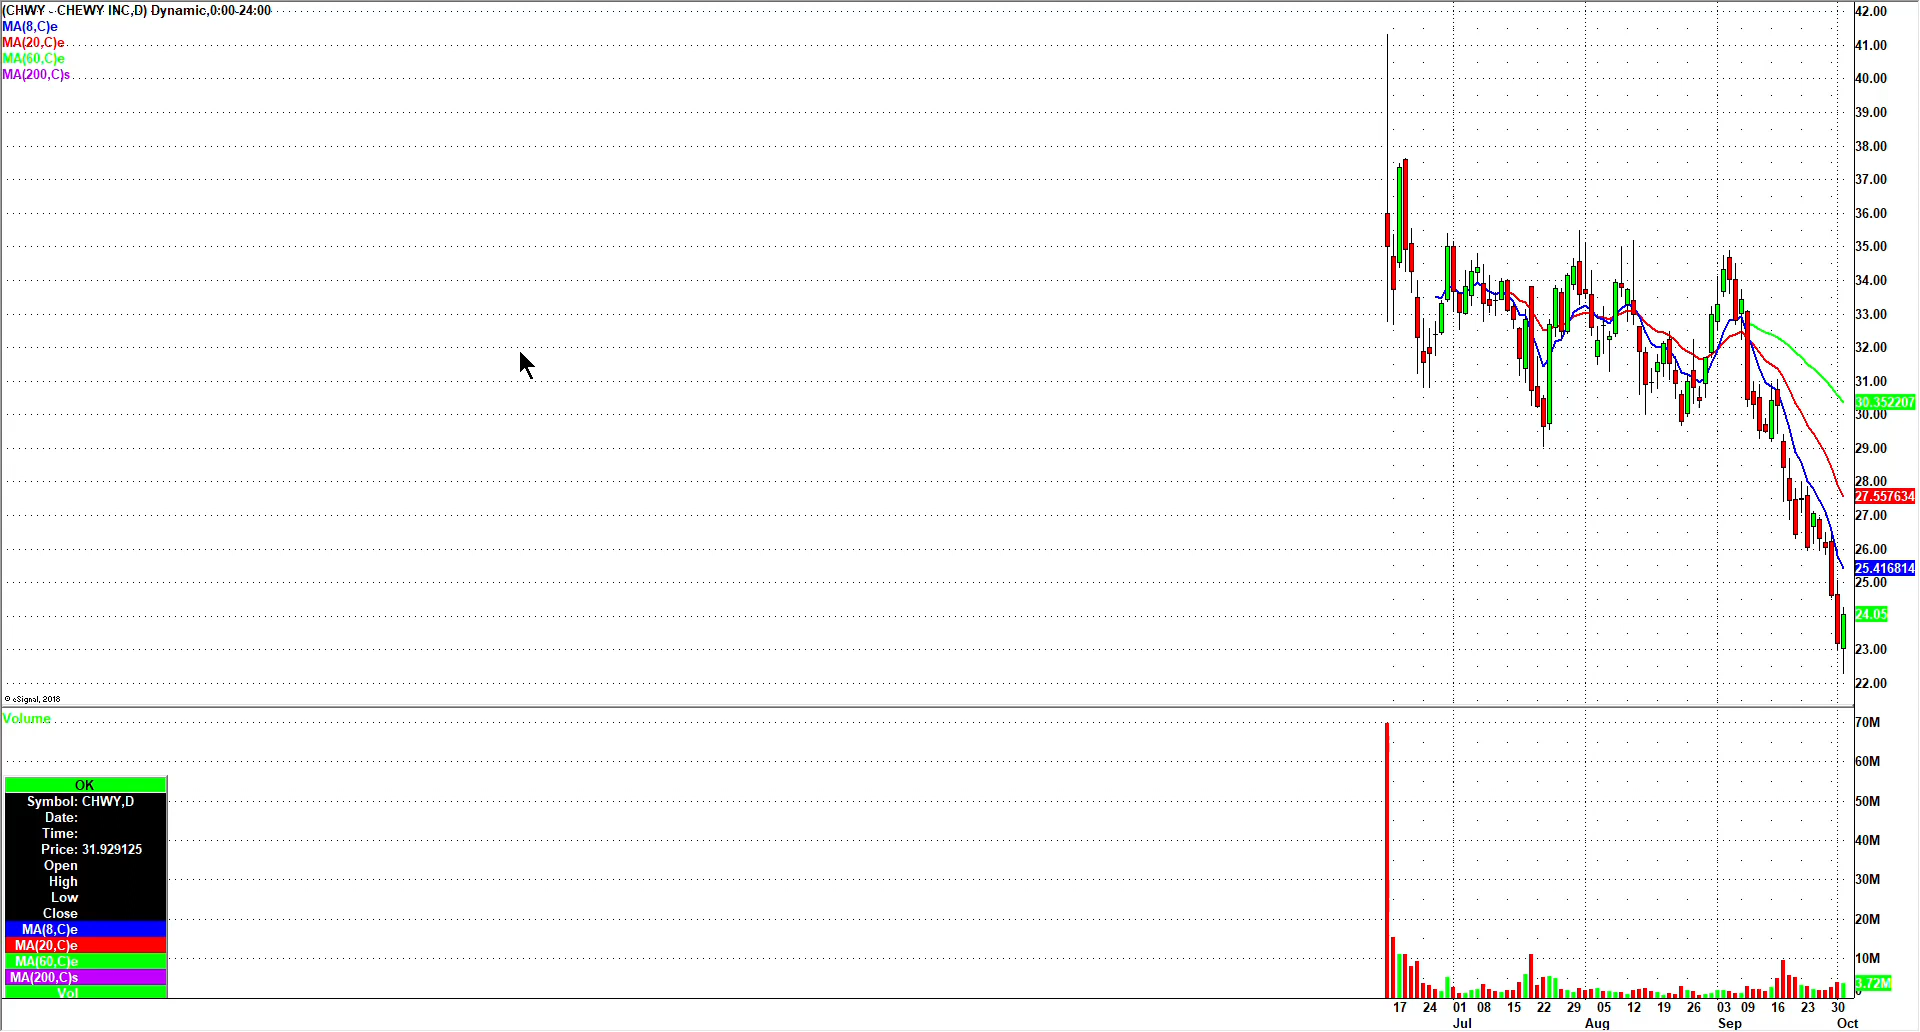 (CHWY - CHEWY INC,D) Dynamic,0:00-24:00
MA(8,C)e
MA(20,C)e
MA(60,C)e
MA(200,C)s
42.00
41.00
40.00
39.00
38.00
37.00
36.00
35.00
34.00
33.00
32.00
31.00
30.352207
30.00
29.00
28.00
27.557634
27.00
26.00
25.416814
25.00
24.05
23.00
22.00
© eSignal, 2018
Volume
70M
60M
50M
40M
30M
20M
10M
3.72M
OK
Symbol: CHWY,D
Date:
Time:
Price: 31.929125
Open
High
Low
Close
MA(8,C)e
MA(20,C)e
MA(60,C)e
MA(200,C)s
Vol
17 24 01 08 15 22 29 05 12 19 26 03 09 16 23 30
Jul Aug Sep Oct